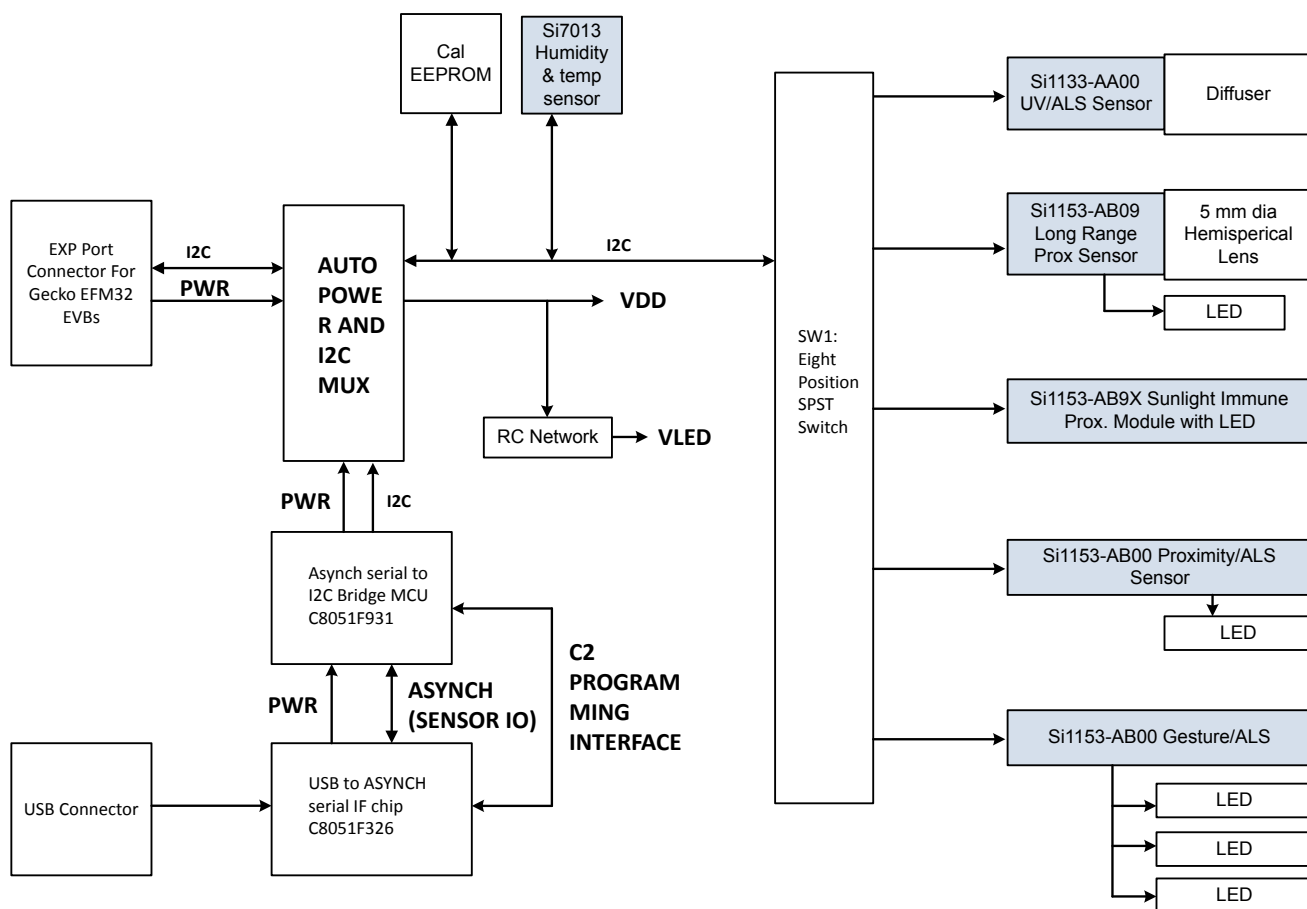 Cal
EEPROM
Si7013
Humidity
& temp
sensor
Si1133-AA00
UV/ALS Sensor
Diffuser
EXP Port
Connector For
Gecko EFM32
EVBs
I2C
PWR
AUTO
POWE
R AND
I2C
MUX
I2C
VDD
RC Network
VLED
SW1:
Eight
Position
SPST
Switch
Si1153-AB09
Long Range
Prox Sensor
5 mm dia
Hemisperical
Lens
LED
Si1153-AB9X Sunlight Immune
Prox. Module with LED
PWR
I2C
Asynch serial to
I2C Bridge MCU
C8051F931
Si1153-AB00 Proximity/ALS
Sensor
LED
PWR
ASYNCH
(SENSOR IO)
C2
PROGRAM
MING
INTERFACE
USB Connector
USB to ASYNCH
serial IF chip
C8051F326
Si1153-AB00 Gesture/ALS
LED
LED
LED